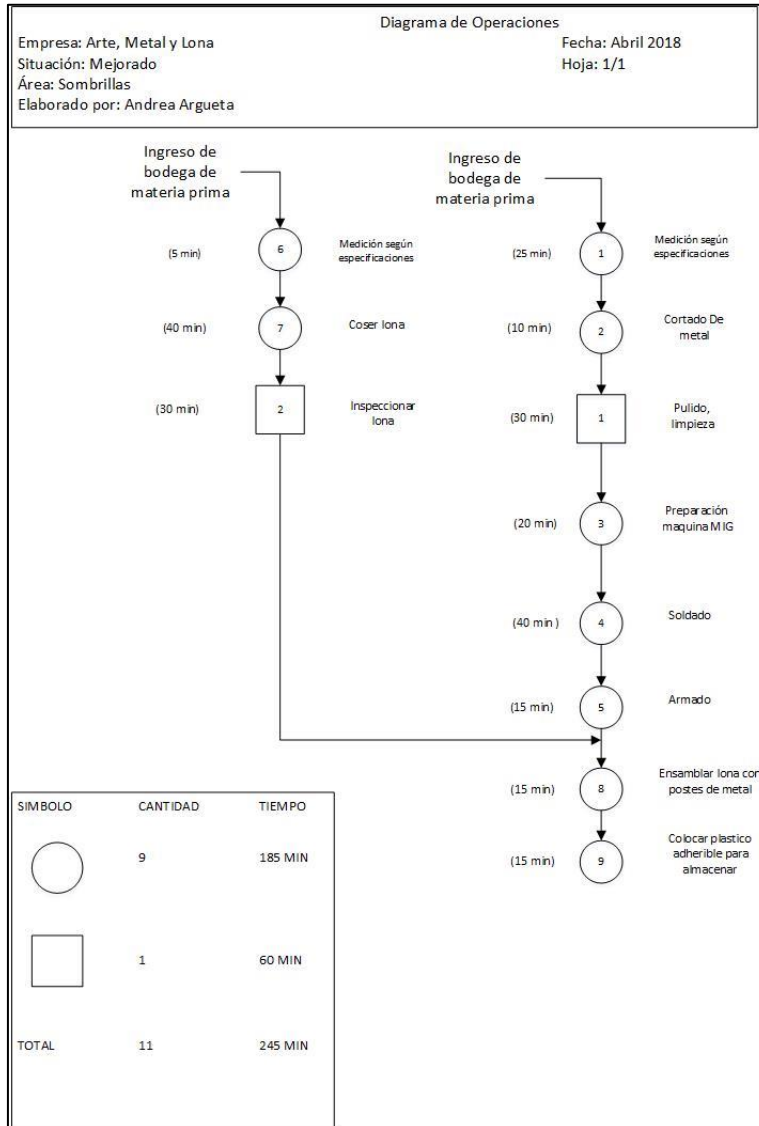 Diagrama de Operaciones
Empresa: Arte, Metal y Lona
Fecha: Abril 2018
Situación: Mejorado
Hoja: 1/1
Área: Sombrillas
Elaborado por: Andrea Argueta
Ingreso de
bodega de
materia prima
(5 min)
6
Medición según
especificaciones
(40 min)
7
Coser lona
(30 min)
2
Inspeccionar
lona
Ingreso de
bodega de
materia prima
(25 min)
1
Medición según
especificaciones
(10 min)
2
Cortado De
metal
(30 min)
1
Pulido,
limpieza
(20 min)
3
Preparación
maquina MIG
(40 min )
4
Soldado
(15 min)
5
Armado
(15 min)
8
Ensamblar lona con
postes de metal
(15 min)
9
Colocar plastico
adherible para
almacenar
SIMBOLO CANTIDAD TIEMPO
9 185 MIN
1 60 MIN
TOTAL 11 245 MIN